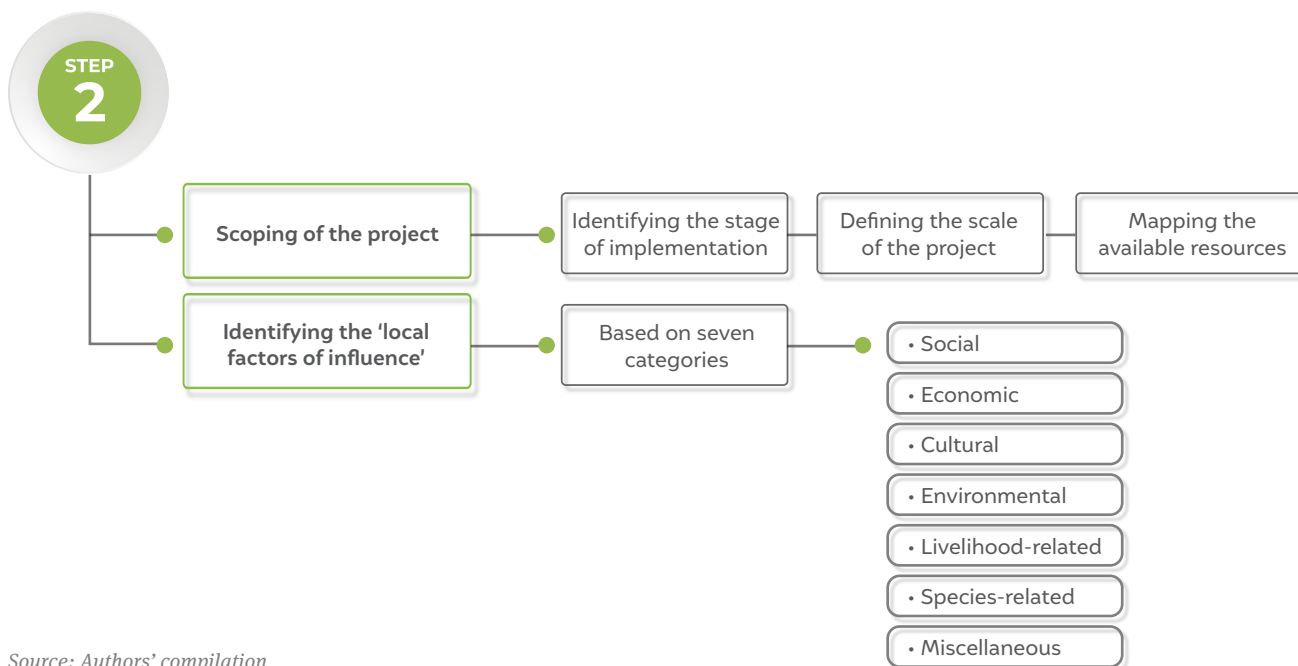 STEP
2
Scoping of the project
Identifying the stage
of implementation
Defining the scale
of the project
Mapping the
available resources
Identifying the ‘local
factors of influence’
Based on seven
categories
• Social
• Economic
• Cultural
• Environmental
• Livelihood-related
• Species-related
• Miscellaneous
Source: Authors’ compilation